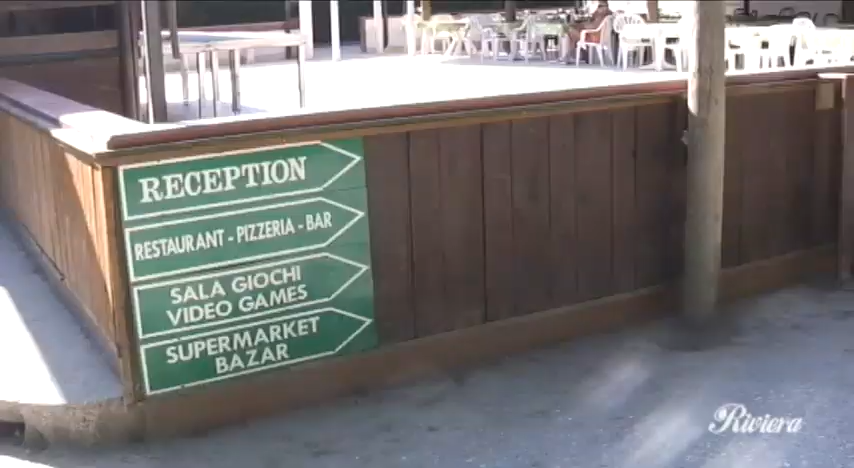 RECEPTION
RESTAURANT - PIZZERIA - BAR
SALA GIOCHI
VIDEO GAMES
SUPERMARKET
BAZAR
Riviera